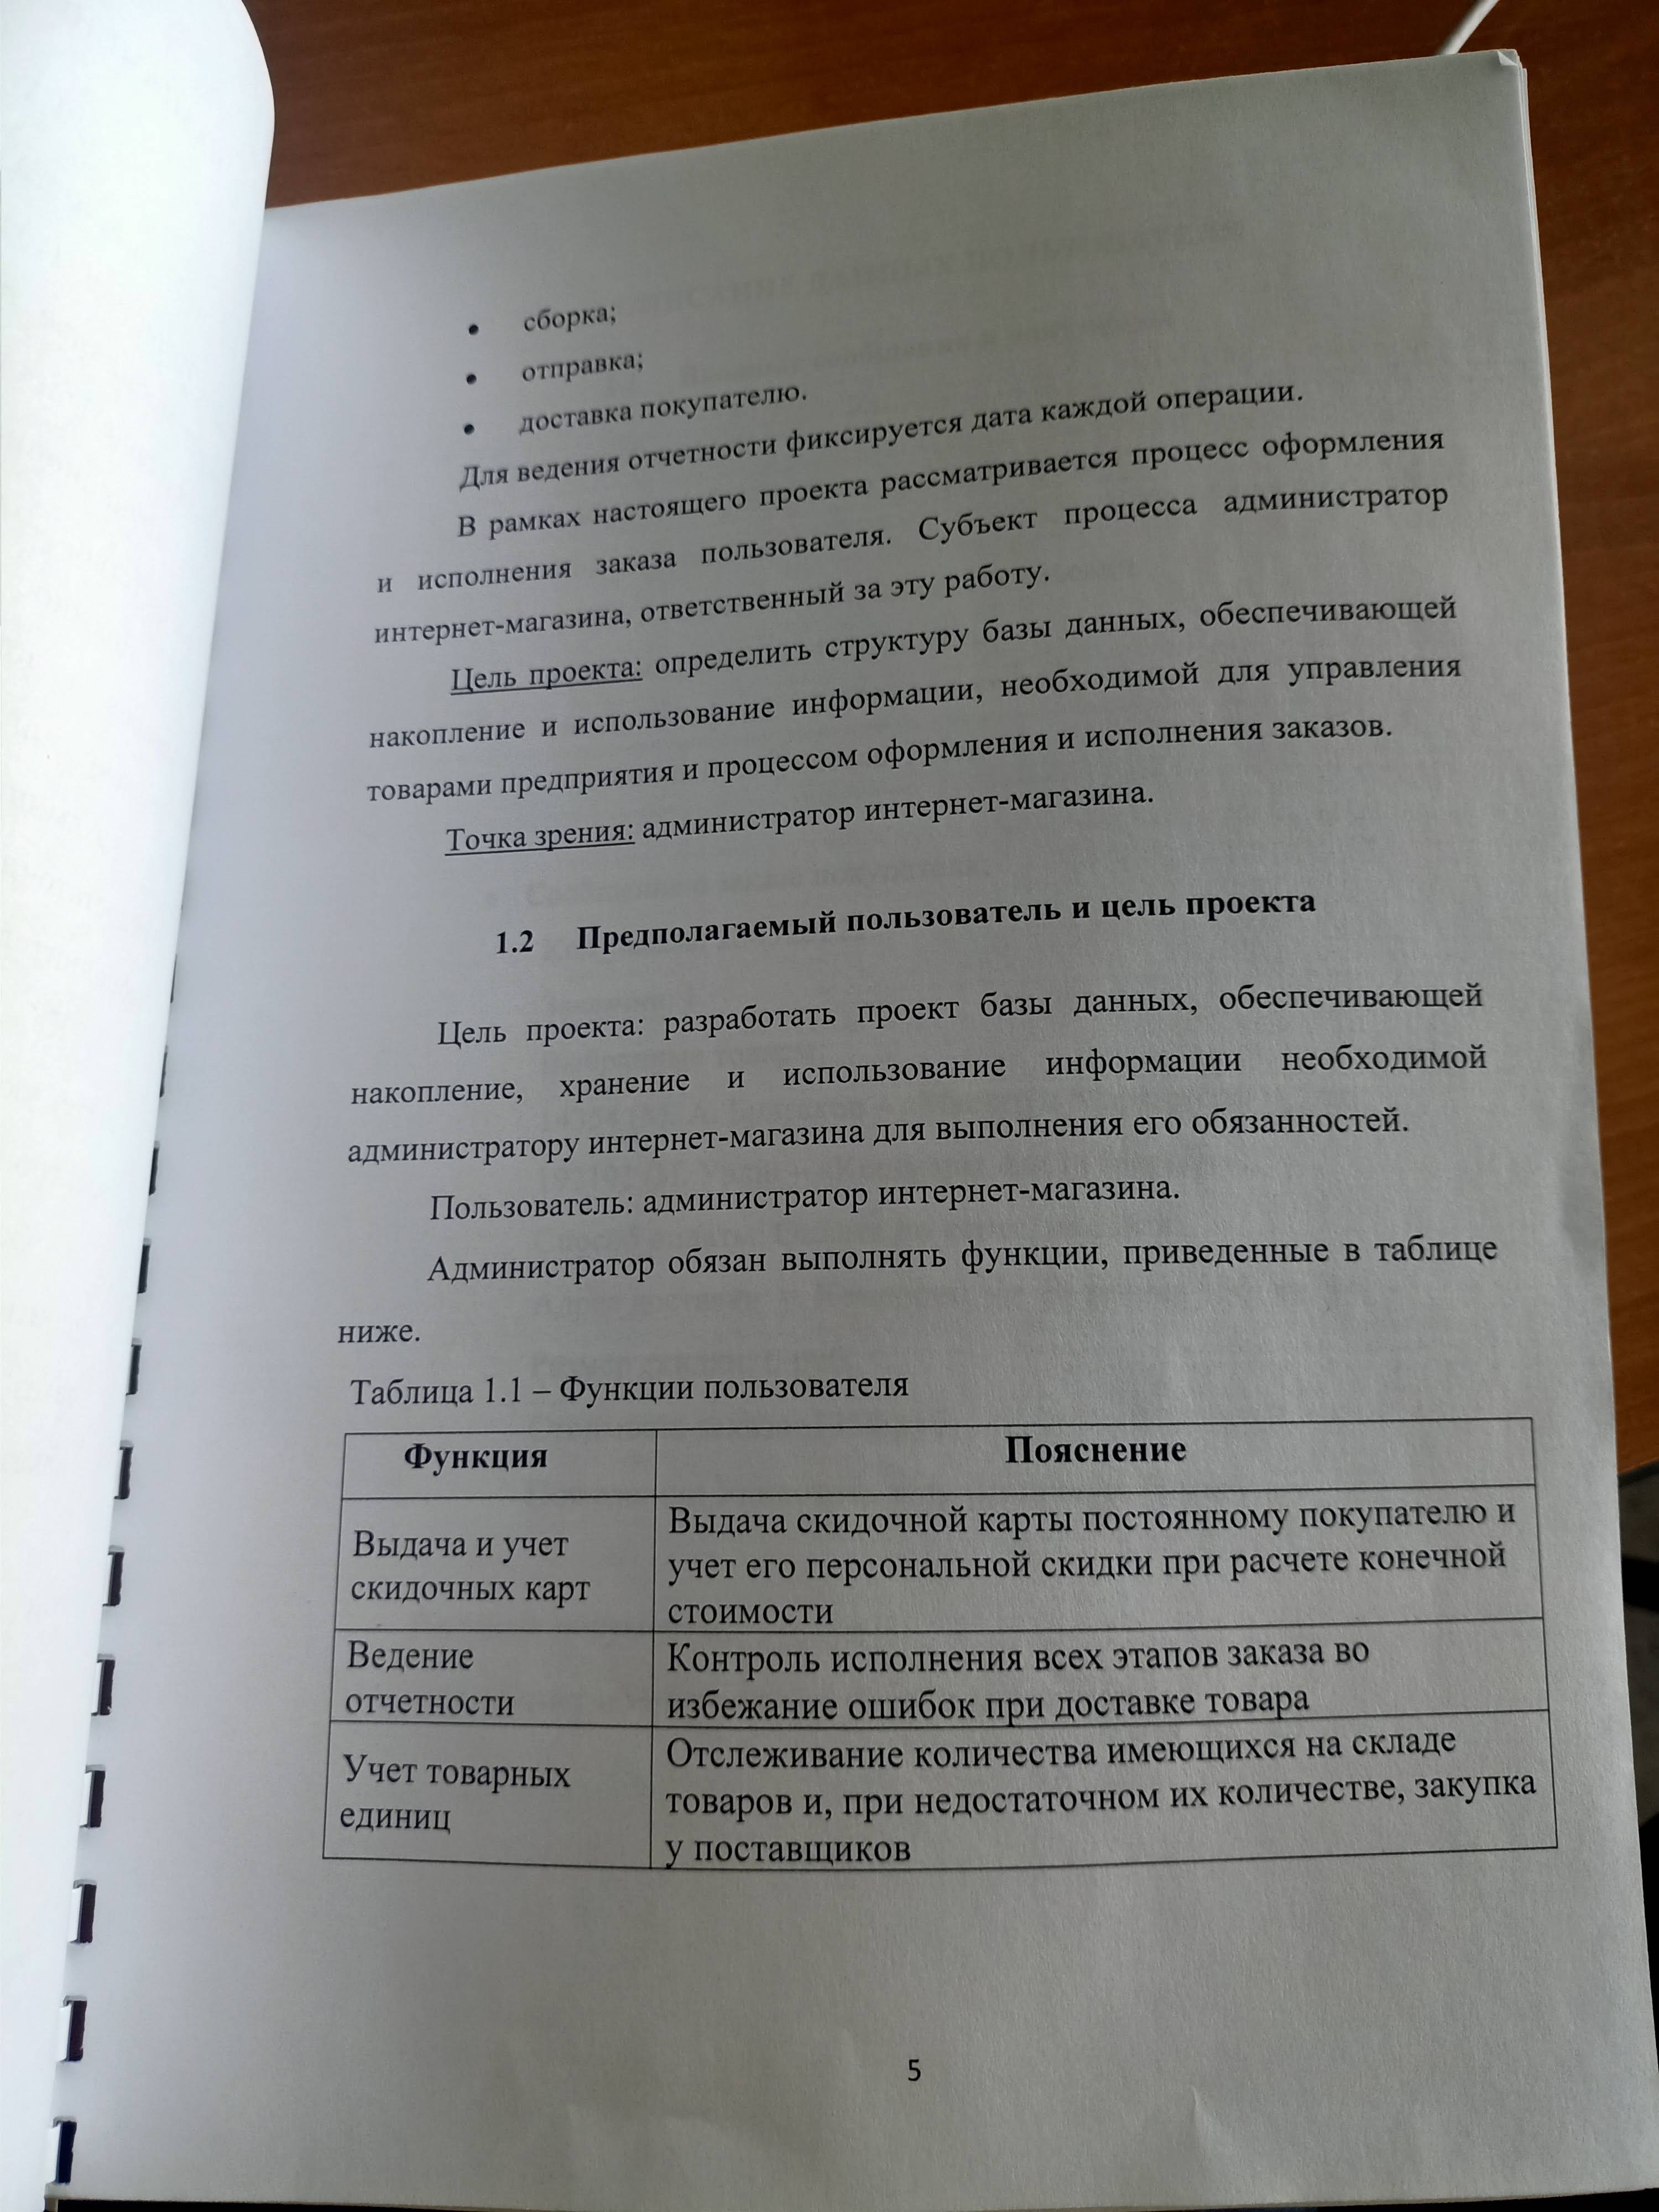 • сборка;
• отправка;
• доставка покупателю.
Для ведения отчетности фиксируется дата каждой операции.
В рамках настоящего проекта рассматривается процесс оформления
и исполнения заказа пользователя. Субъект процесса администратор
интернет-магазина, ответственный за эту работу.
Цель проекта: определить структуру базы данных, обеспечивающей
накопление и использование информации, необходимой для управления
товарами предприятия и процессом оформления и исполнения заказов.
Точка зрения: администратор интернет-магазина.
1.2 Предполагаемый пользователь и цель проекта
Цель проекта: разработать проект базы данных, обеспечивающей
накопление, хранение и использование информации необходимой
администратору интернет-магазина для выполнения его обязанностей.
Пользователь: администратор интернет-магазина.
Администратор обязан выполнять функции, приведенные в таблице
ниже.
Таблица 1.1 – Функции пользователя
Функция Пояснение
Выдача и учет
скидочных карт
Выдача скидочной карты постоянному покупателю и
учет его персональной скидки при расчете конечной
стоимости
Ведение
отчетности
Контроль исполнения всех этапов заказа во
избежание ошибок при доставке товара
Учет товарных
единиц
Отслеживание количества имеющихся на складе
товаров и, при недостаточном их количестве, закупка
у поставщиков
5